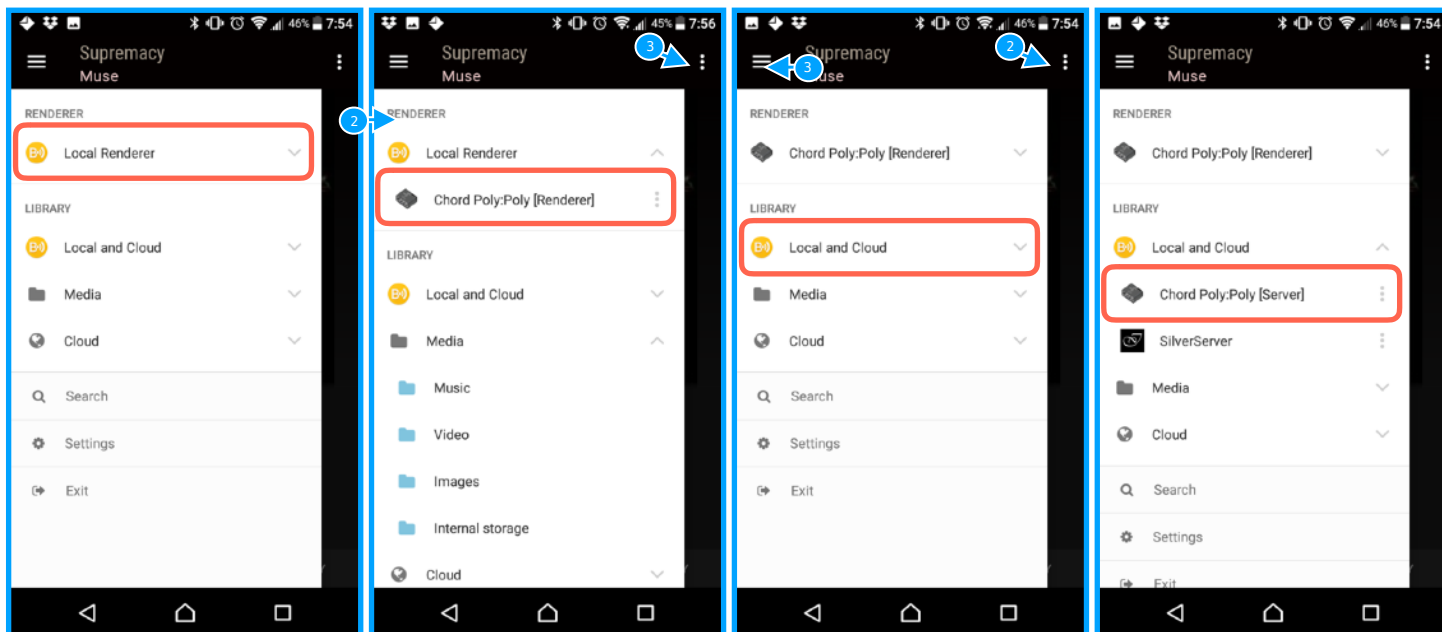 46% 7:54
Supremacy
Muse
RENDERER
Local Renderer
LIBRARY
Local and Cloud
Media
Cloud
Search
Settings
Exit
45% 7:56
Supremacy
Muse
3
2
RENDERER
Local Renderer
Chord Poly:Poly [Renderer]
LIBRARY
Local and Cloud
Media
Music
Video
Images
Internal storage
Cloud
46% 7:54
Supremacy
2
3
Muse
RENDERER
Chord Poly:Poly [Renderer]
LIBRARY
Local and Cloud
Media
Cloud
Search
Settings
Exit
46% 7:54
Supremacy
Muse
RENDERER
Chord Poly:Poly [Renderer]
LIBRARY
Local and Cloud
Chord Poly:Poly [Server]
SilverServer
Media
Cloud
Search
Settings
Exit